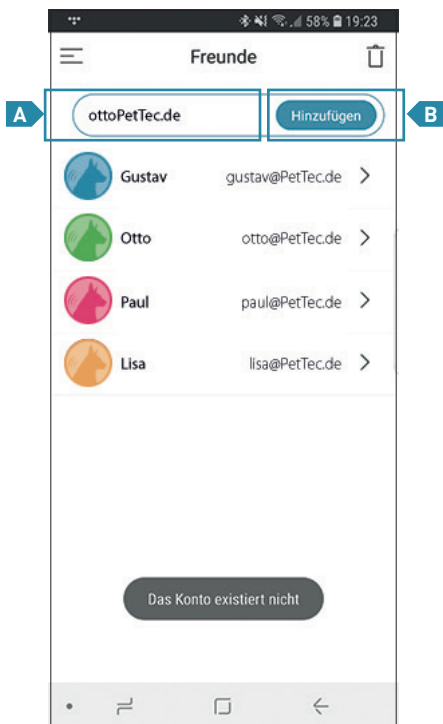 58% 19:23
Freunde
A ottoPetTec.de Hinzufügen B
Gustav gustav@PetTec.de
Otto otto@PetTec.de
Paul paul@PetTec.de
Lisa lisa@PetTec.de
Das Konto existiert nicht